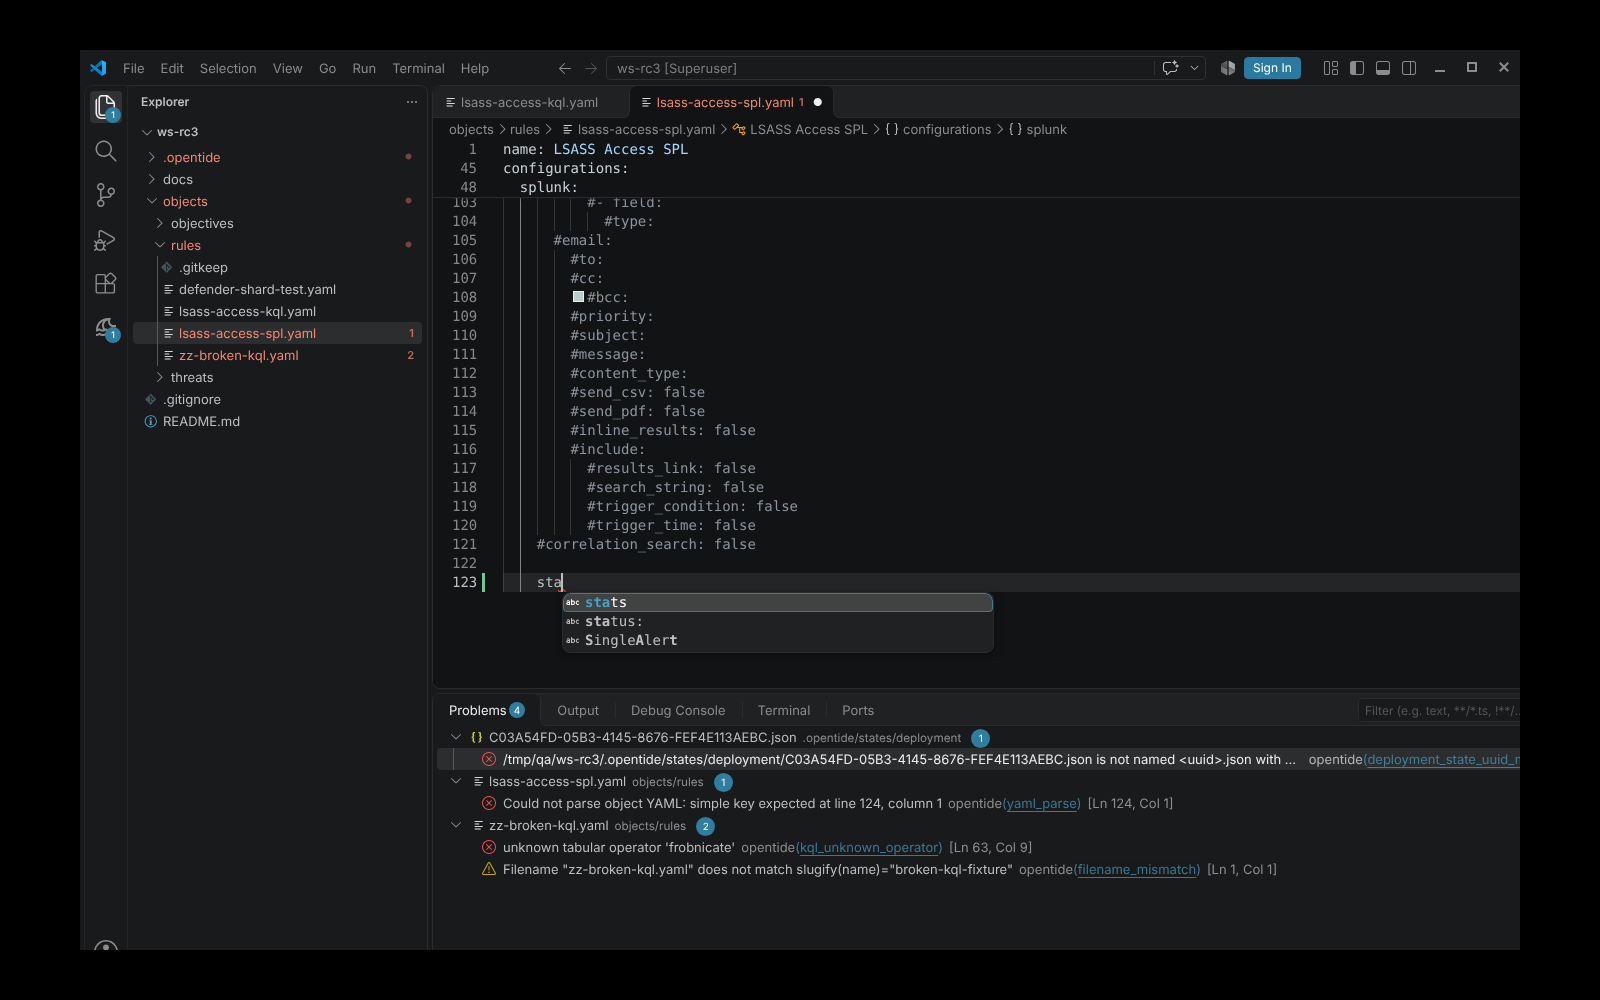 File Edit Selection View Go Run Terminal Help
ws-rc3 [Superuser]
Sign In
Explorer
ws-rc3
.opentide
docs
objects
objectives
rules
.gitkeep
defender-shard-test.yaml
lsass-access-kql.yaml
lsass-access-spl.yaml 1
zz-broken-kql.yaml 2
threats
.gitignore
README.md
1
1
lsass-access-kql.yaml
lsass-access-spl.yaml 1
objects > rules > lsass-access-spl.yaml > LSASS Access SPL > { } configurations > { } splunk
1 name: LSASS Access SPL
45 configurations:
48 splunk:
103 #- field:
104 #type:
105 #email:
106 #to:
107 #cc:
108 #bcc:
109 #priority:
110 #subject:
111 #message:
112 #content_type:
113 #send_csv: false
114 #send_pdf: false
115 #inline_results: false
116 #include:
117 #results_link: false
118 #search_string: false
119 #trigger_condition: false
120 #trigger_time: false
121 #correlation_search: false
122
123 sta
abc stats
abc status:
abc SingleAlert
Problems 4 Output Debug Console Terminal Ports
Filter (e.g. text, **/*.ts, !**/...
{} C03A54FD-05B3-4145-8676-FEF4E113AEBC.json .opentide/states/deployment 1
/tmp/qa/ws-rc3/.opentide/states/deployment/C03A54FD-05B3-4145-8676-FEF4E113AEBC.json is not named <uuid>.json with ... opentide(deployment_state_uuid_
lsass-access-spl.yaml objects/rules 1
Could not parse object YAML: simple key expected at line 124, column 1 opentide(yaml_parse) [Ln 124, Col 1]
zz-broken-kql.yaml objects/rules 2
unknown tabular operator 'frobnicate' opentide(kql_unknown_operator) [Ln 63, Col 9]
Filename "zz-broken-kql.yaml" does not match slugify(name)="broken-kql-fixture" opentide(filename_mismatch) [Ln 1, Col 1]